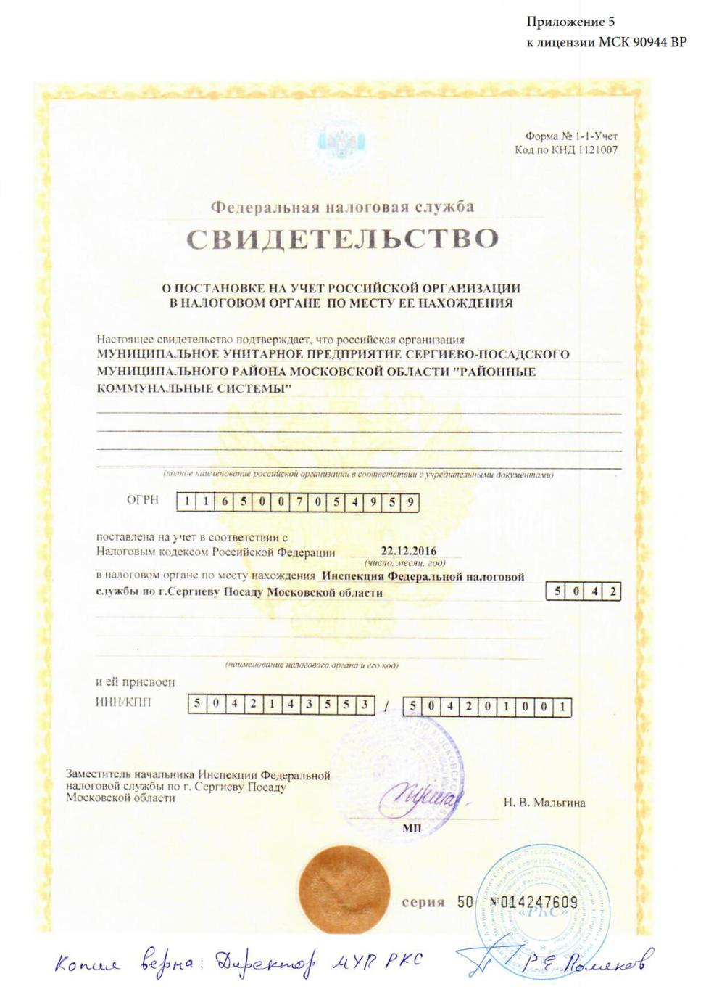 Приложение 5
к лицензии МСК 90944 ВР
Форма № 1-1-Учет
Код по КНД 1121007
Федеральная налоговая служба
СВИДЕТЕЛЬСТВО
О ПОСТАНОВКЕ НА УЧЕТ РОССИЙСКОЙ ОРГАНИЗАЦИИ
В НАЛОГОВОМ ОРГАНЕ ПО МЕСТУ ЕЕ НАХОЖДЕНИЯ
Настоящее свидетельство подтверждает, что российская организация
МУНИЦИПАЛЬНОЕ УНИТАРНОЕ ПРЕДПРИЯТИЕ СЕРГИЕВО-ПОСАДСКОГО
МУНИЦИПАЛЬНОГО РАЙОНА МОСКОВСКОЙ ОБЛАСТИ "РАЙОННЫЕ
КОММУНАЛЬНЫЕ СИСТЕМЫ"
(полное наименование российской организации в соответствии с учредительными документами)
ОГРН 1165007054959
поставлена на учет в соответствии с
Налоговым кодексом Российской Федерации 22.12.2016
(число, месяц, год)
в налоговом органе по месту нахождения Инспекция Федеральной налоговой
службы по г.Сергиеву Посаду Московской области 5042
(наименование налогового органа и его код)
и ей присвоен
ИНН/КПП 5042143553 / 504201001
Заместитель начальника Инспекции Федеральной
налоговой службы по г. Сергиеву Посаду
Московской области
Н. В. Мальгина
МП
серия 50 №014247609
«РКС»
Копия верна: Директор МУП РКС Р.Е. Поляков